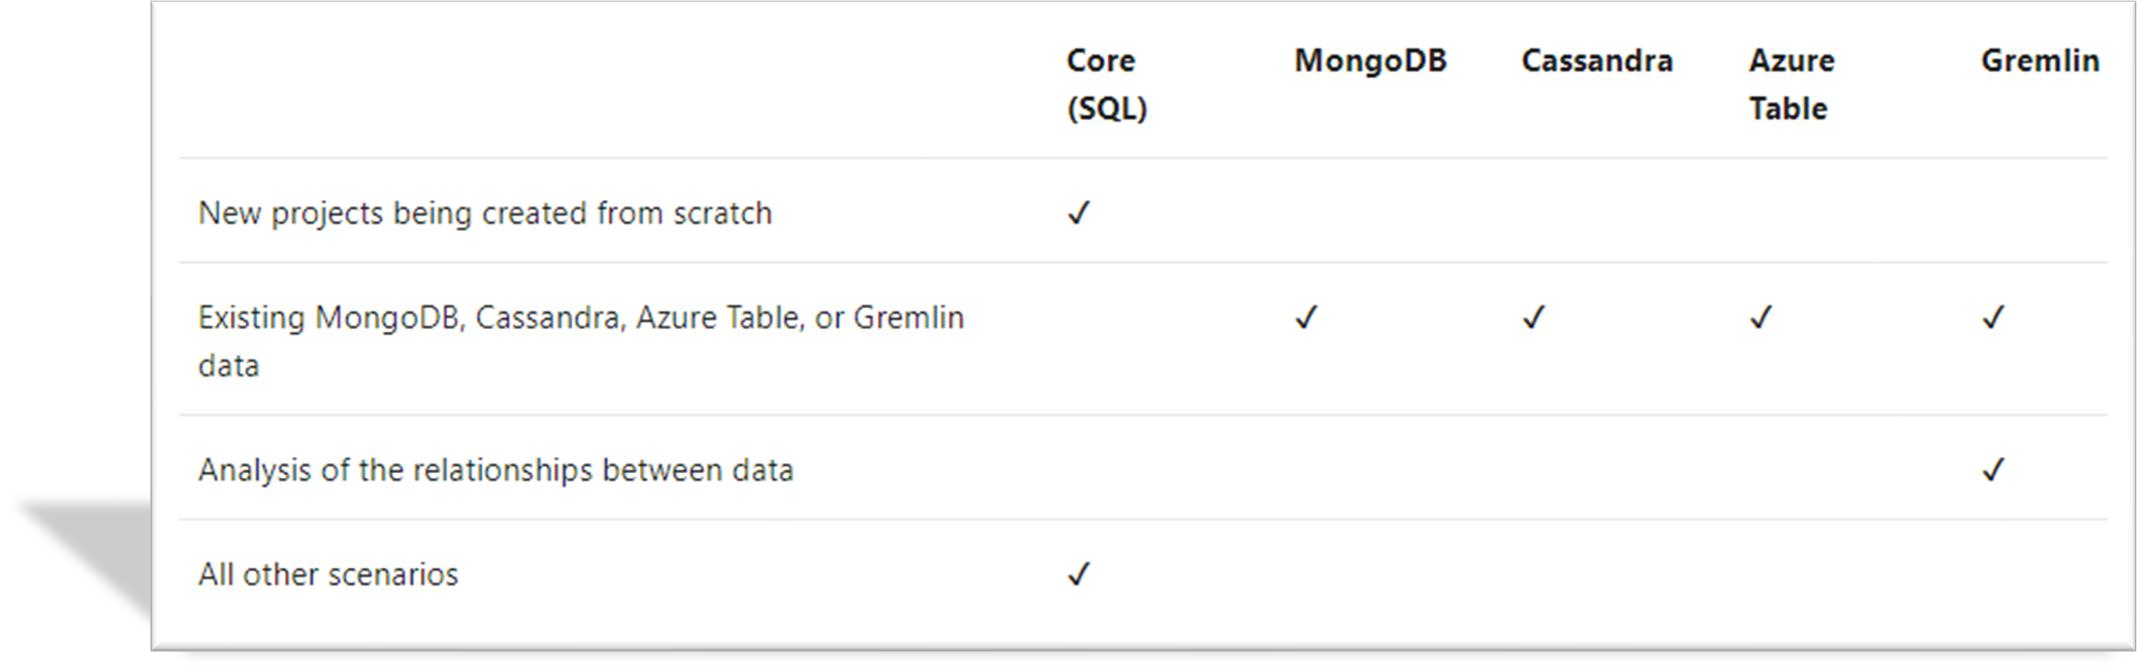 Core MongoDB Cassandra Azure Gremlin
(SQL) Table
New projects being created from scratch ✓
Existing MongoDB, Cassandra, Azure Table, or Gremlin ✓ ✓ ✓ ✓
data
Analysis of the relationships between data ✓
All other scenarios ✓